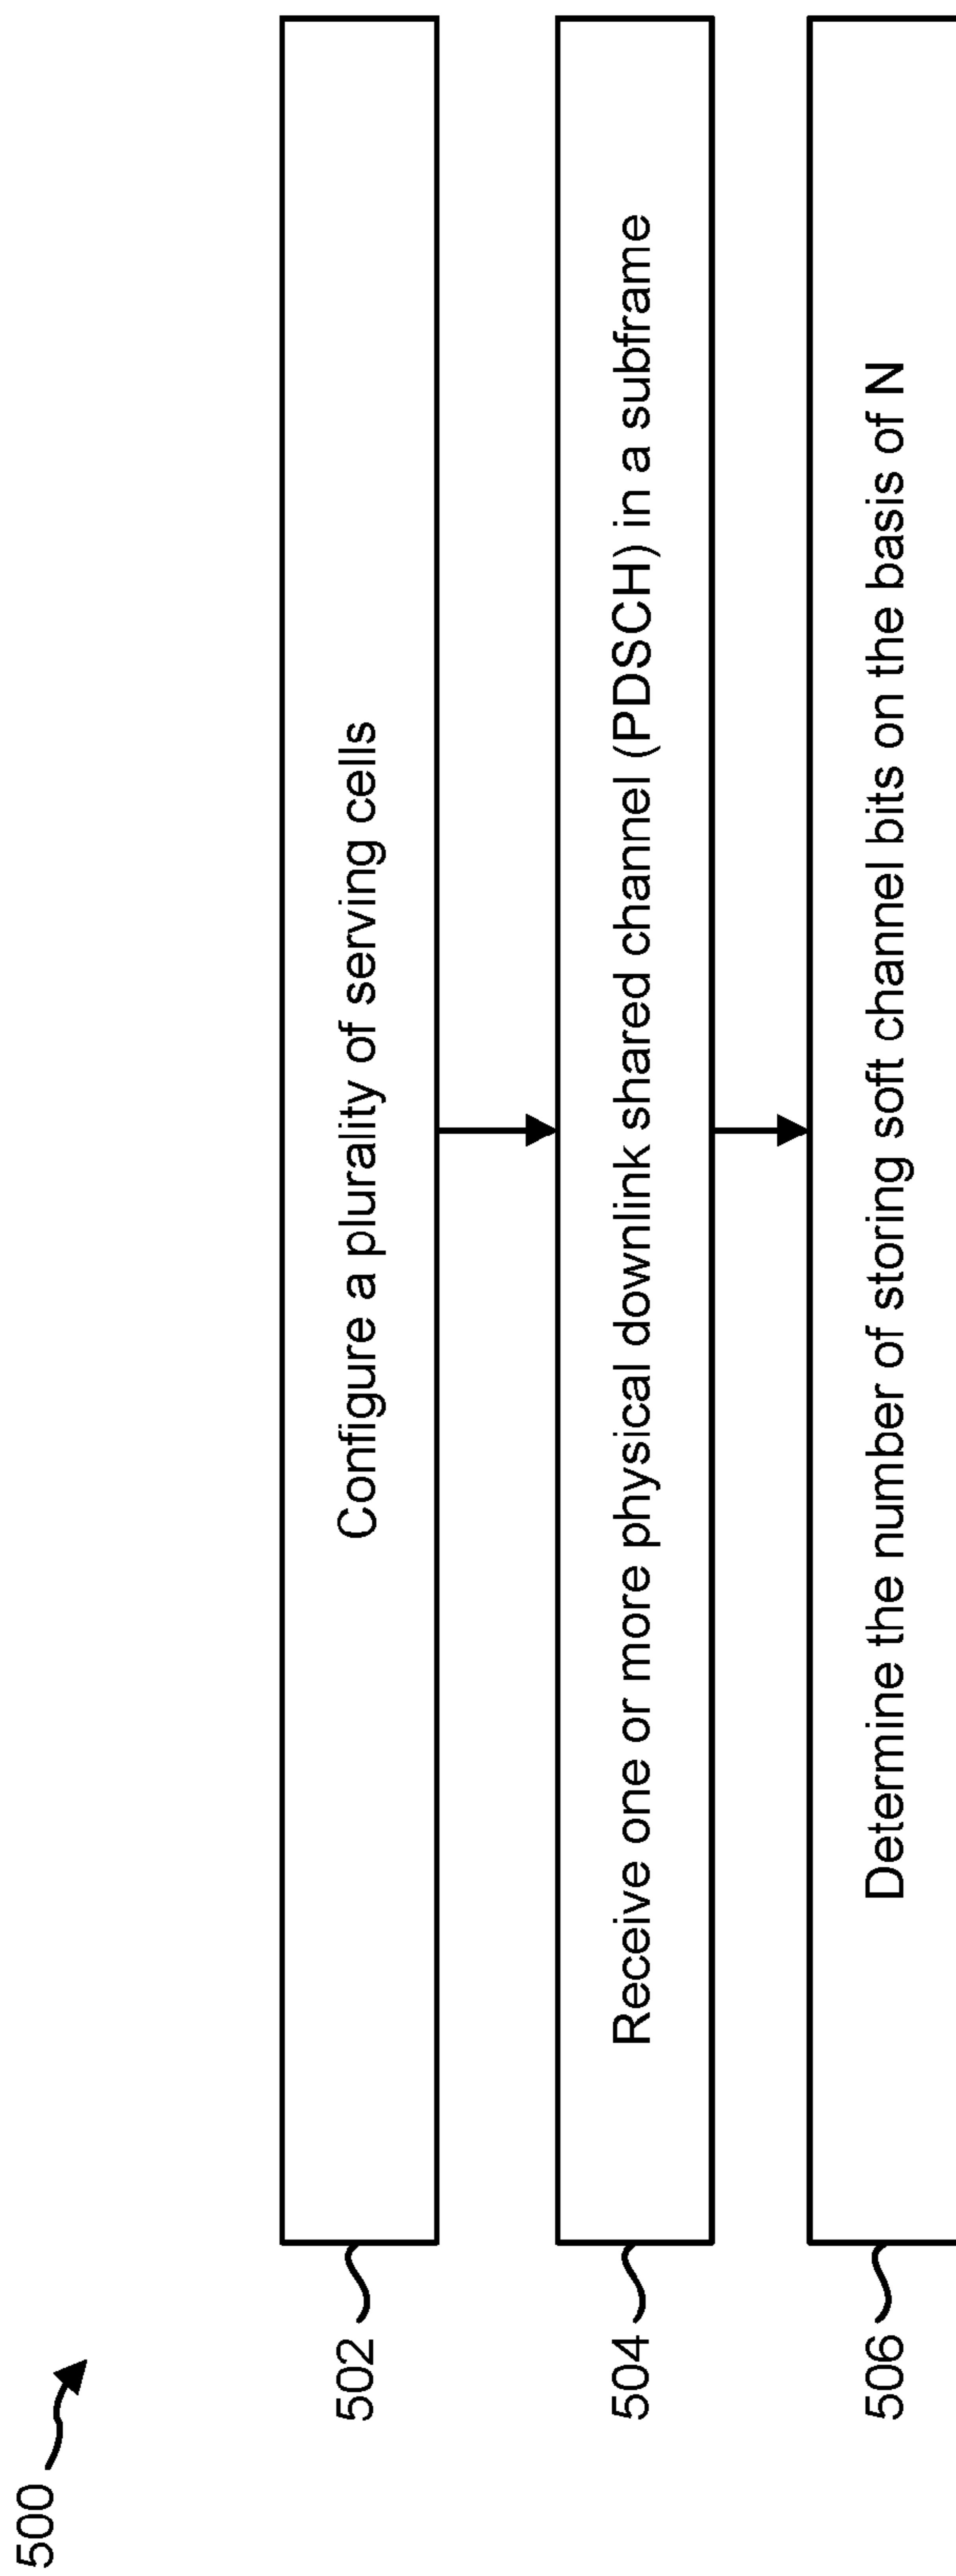 500
502
Configure a plurality of serving cells
504
Receive one or more physical downlink shared channel (PDSCH) in a subframe
506
Determine the number of storing soft channel bits on the basis of N